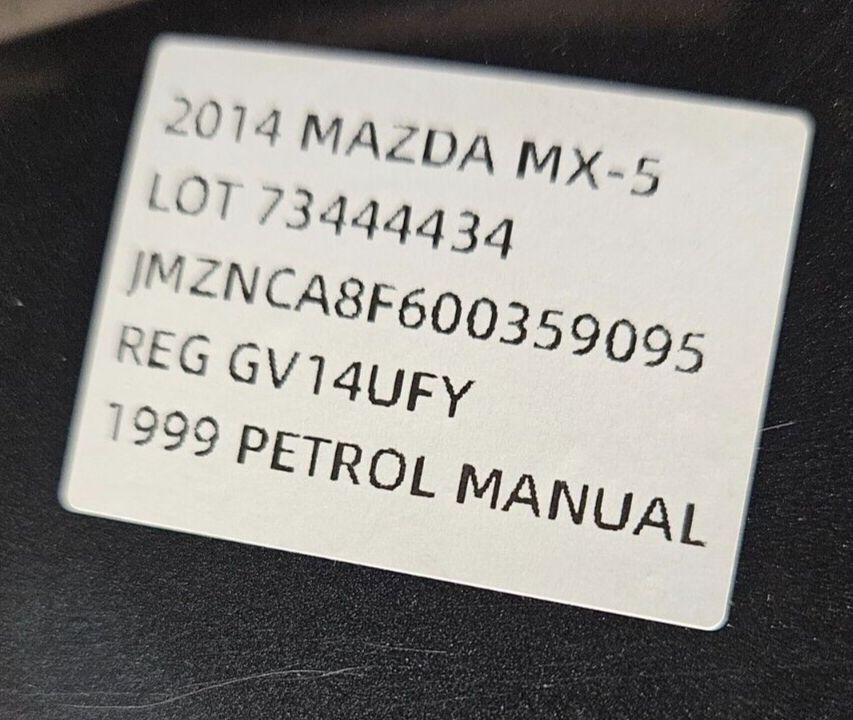 2014 MAZDA MX-5
LOT 73444434
JMZNCA8F600359095
REG GV14UFY
1999 PETROL MANUAL